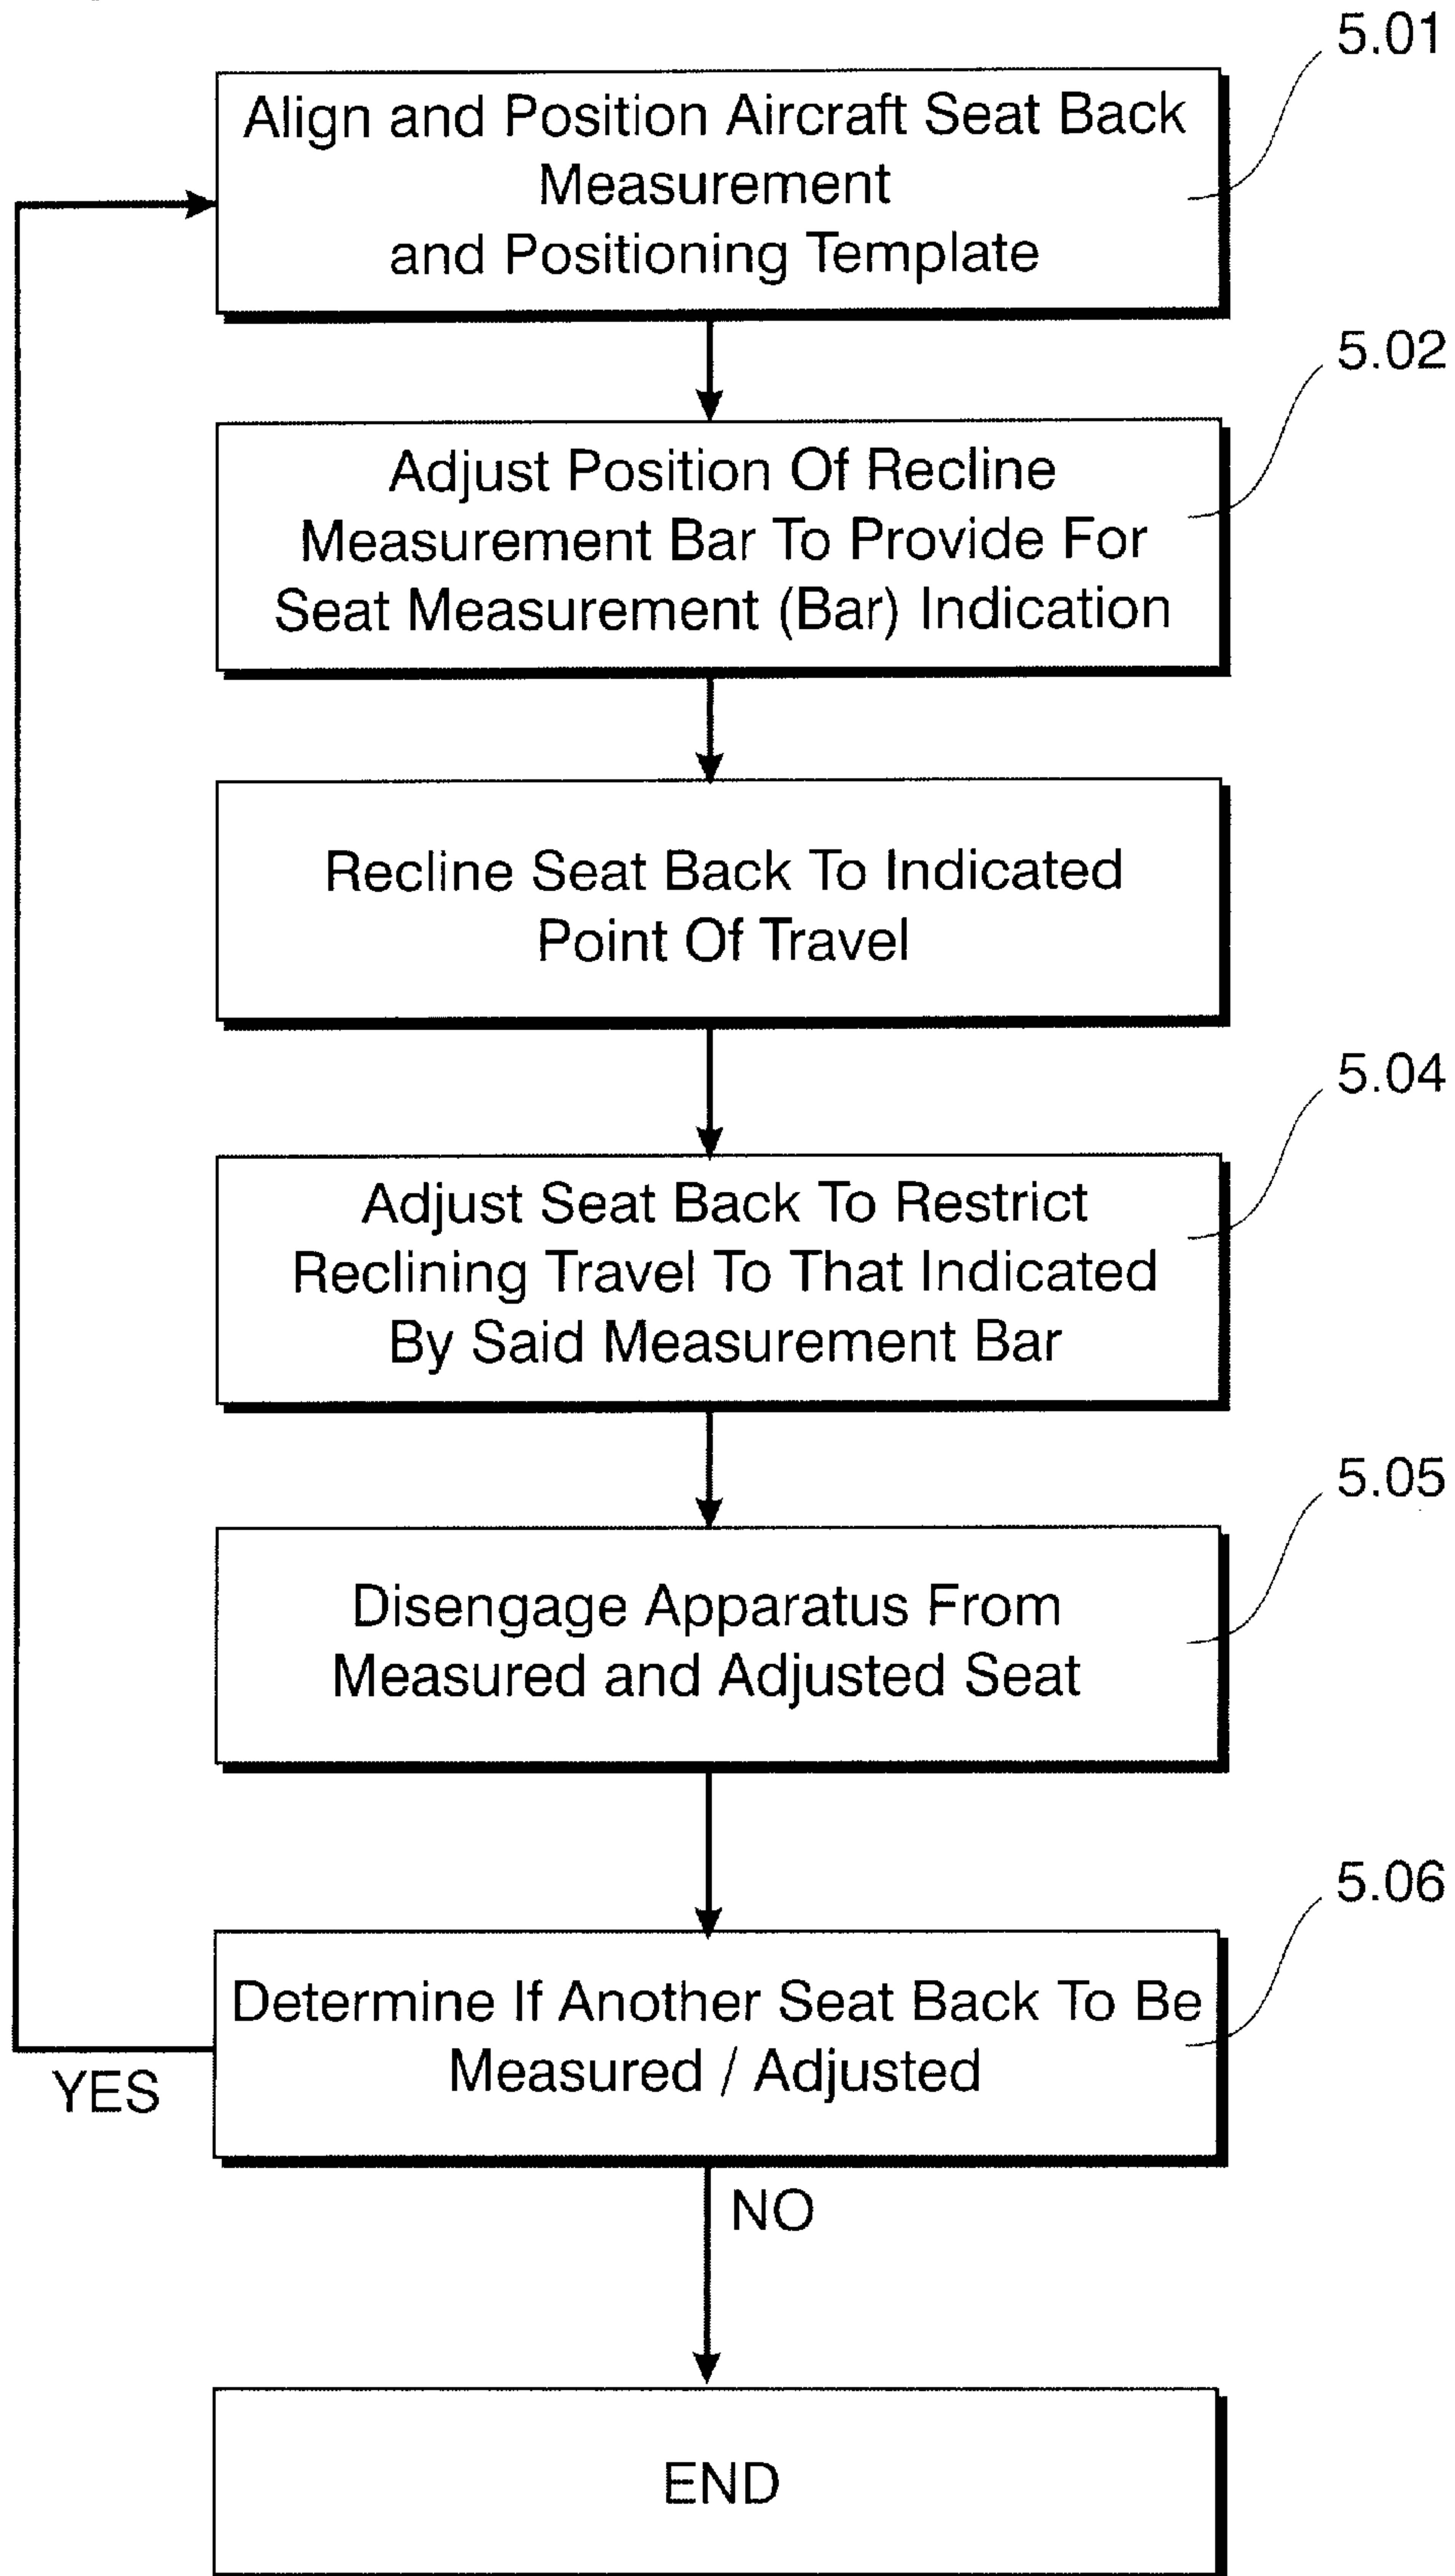 5.01
Align and Position Aircraft Seat Back
Measurement
and Positioning Template
5.02
Adjust Position Of Recline
Measurement Bar To Provide For
Seat Measurement (Bar) Indication
Recline Seat Back To Indicated
Point Of Travel
5.04
Adjust Seat Back To Restrict
Reclining Travel To That Indicated
By Said Measurement Bar
5.05
Disengage Apparatus From
Measured and Adjusted Seat
5.06
Determine If Another Seat Back To Be
Measured / Adjusted
YES
NO
END